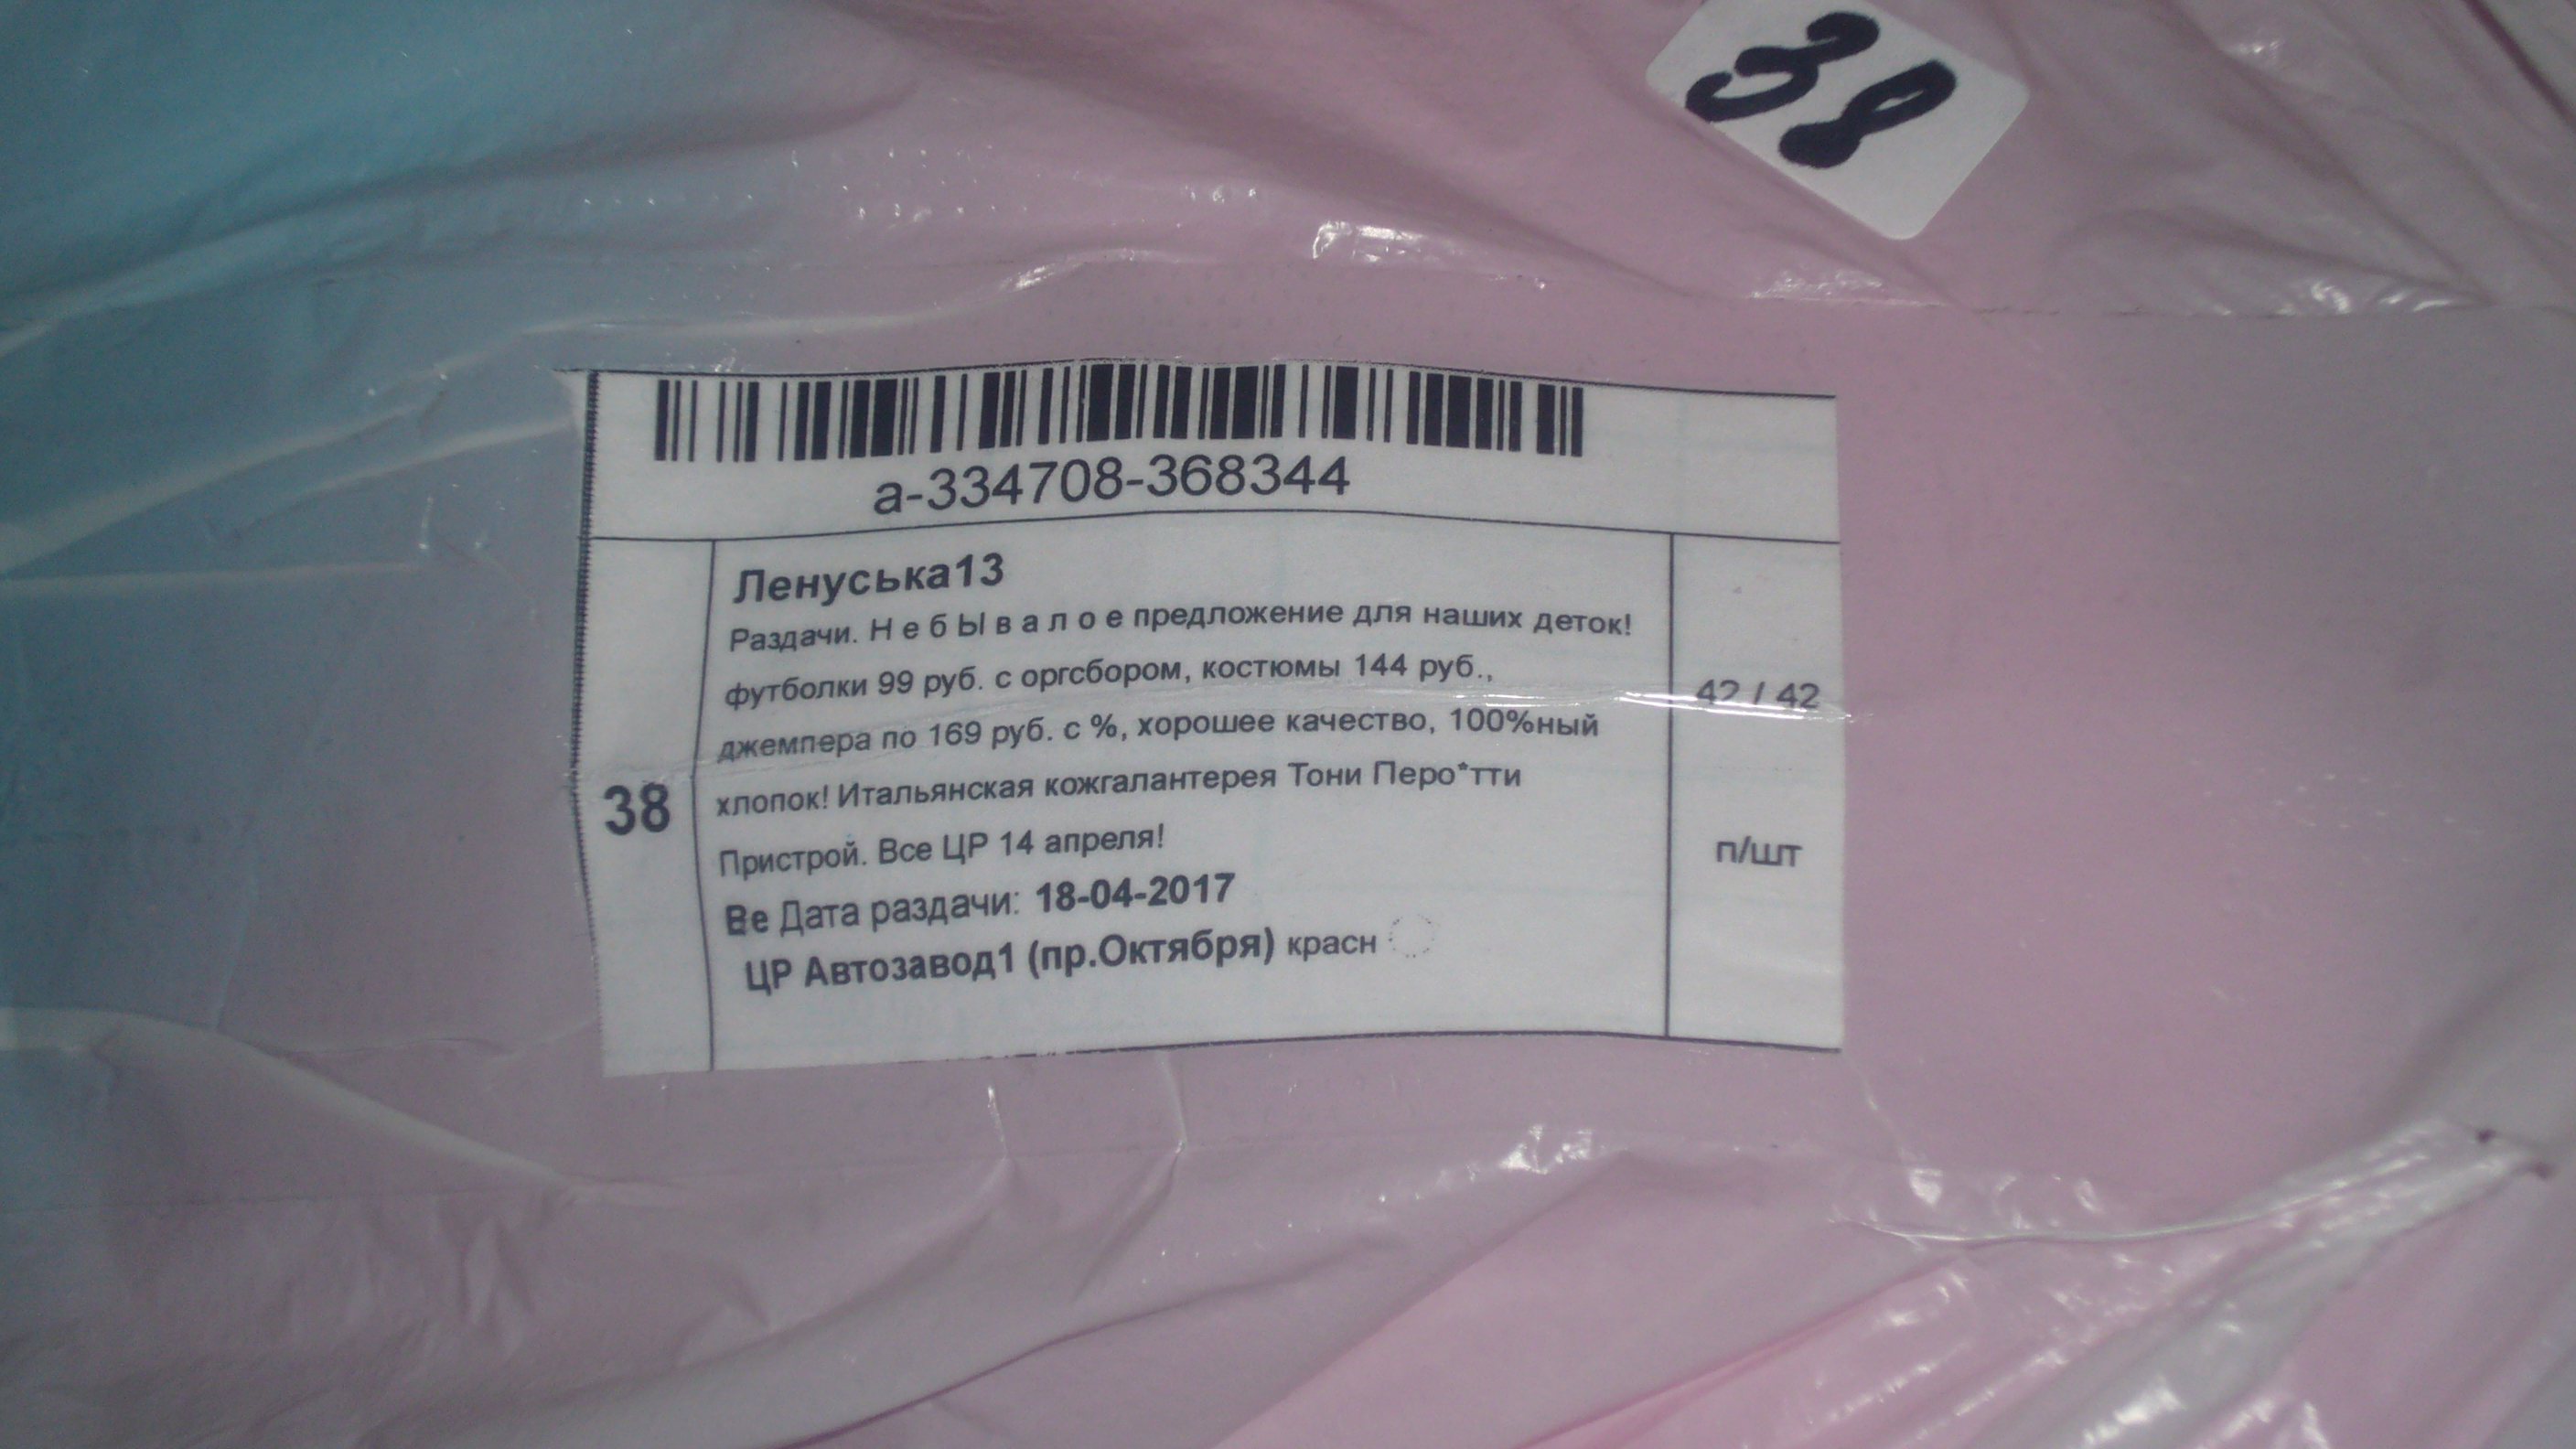 38
а-334708-368344
Ленуська13
Раздачи. Н е б Ы в а л о е предложение для наших деток!
футболки 99 руб. с оргсбором, костюмы 144 руб.,
джемпера по 169 руб. с %, хорошее качество, 100%ный
хлопок! Итальянская кожгалантерея Тони Перо*тти
Пристрой. Все ЦР 14 апреля!
Ве Дата раздачи: 18-04-2017
ЦР Автозавод1 (пр.Октября) красн
38
42 / 42
п/шт